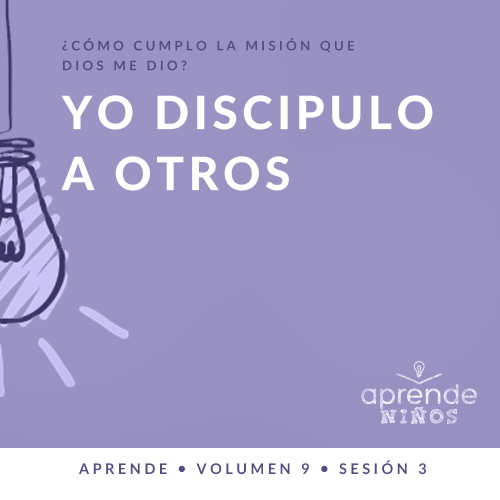 ¿CÓMO CUMPLO LA MISIÓN QUE
DIOS ME DIO?
YO DISCIPULO
A OTROS
aprende
NIÑOS
APRENDE • VOLUMEN 9 • SESIÓN 3